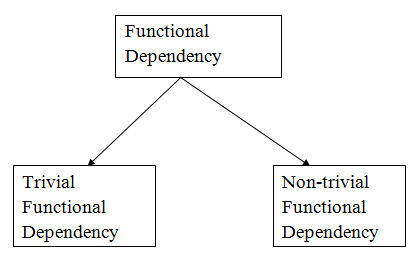 Functional
Dependency
Trivial
Functional
Dependency
Non-trivial
Functional
Dependency